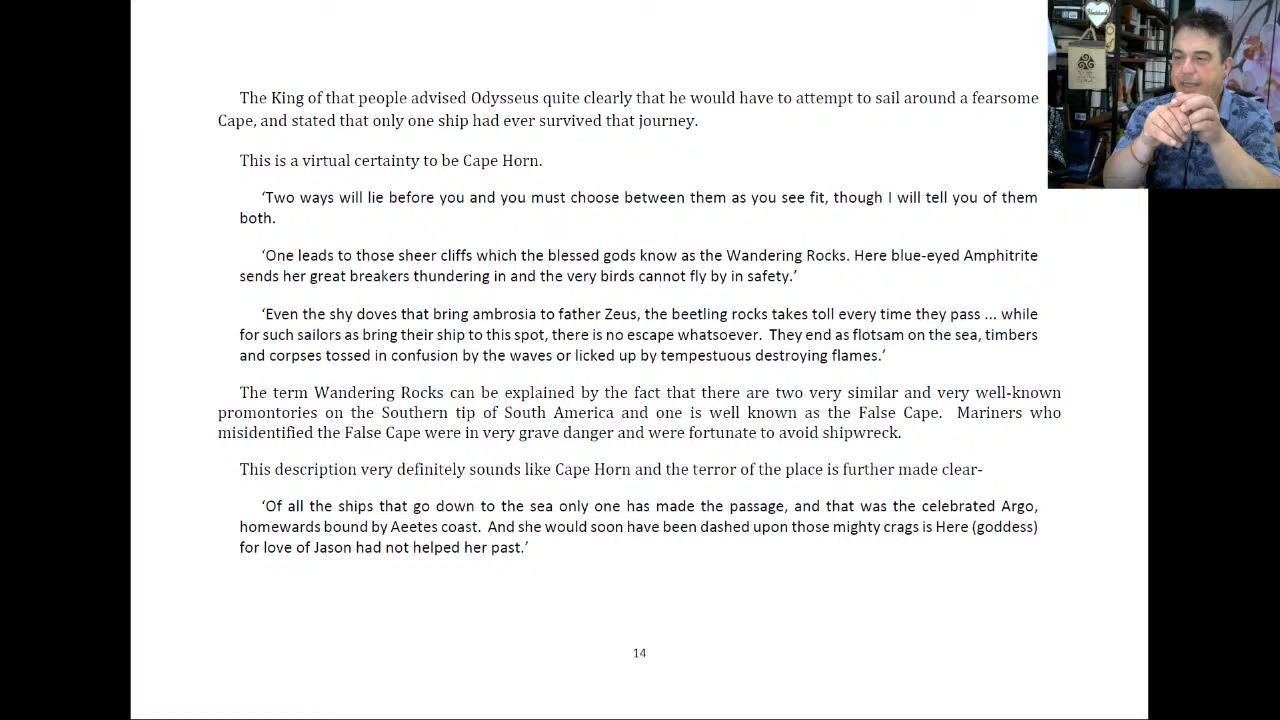 The King of that people advised Odysseus quite clearly that he would have to attempt to sail around a fearsome
Cape, and stated that only one ship had ever survived that journey.
This is a virtual certainty to be Cape Horn.
‘Two ways will lie before you and you must choose between them as you see fit, though I will tell you of them
both.
‘One leads to those sheer cliffs which the blessed gods know as the Wandering Rocks. Here blue-eyed Amphitrite
sends her great breakers thundering in and the very birds cannot fly by in safety.’
‘Even the shy doves that bring ambrosia to father Zeus, the beetling rocks takes toll every time they pass ... while
for such sailors as bring their ship to this spot, there is no escape whatsoever. They end as flotsam on the sea, timbers
and corpses tossed in confusion by the waves or licked up by tempestuous destroying flames.’
The term Wandering Rocks can be explained by the fact that there are two very similar and very well-known
promontories on the Southern tip of South America and one is well known as the False Cape. Mariners who
misidentified the False Cape were in very grave danger and were fortunate to avoid shipwreck.
This description very definitely sounds like Cape Horn and the terror of the place is further made clear-
‘Of all the ships that go down to the sea only one has made the passage, and that was the celebrated Argo,
homewards bound by Aeetes coast. And she would soon have been dashed upon those mighty crags is Here (goddess)
for love of Jason had not helped her past.’
14